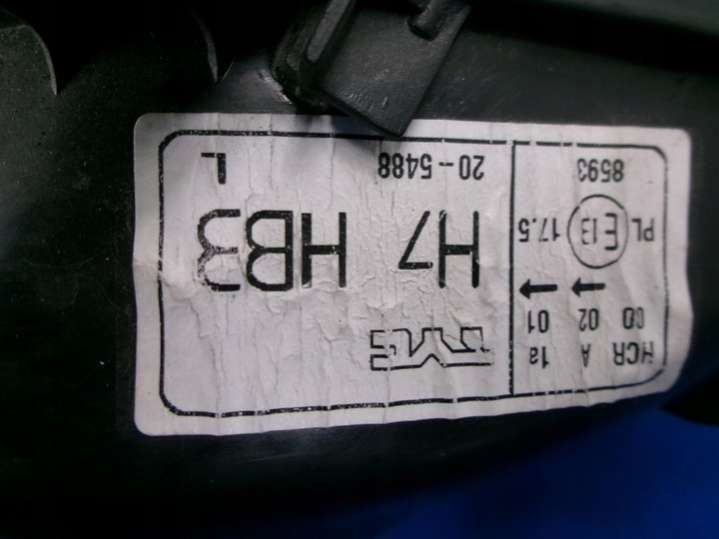 HCR A 1a
00 02 01
→ →
PL E13 17.5
8593
TYC
H7 HB3
20-5488 L